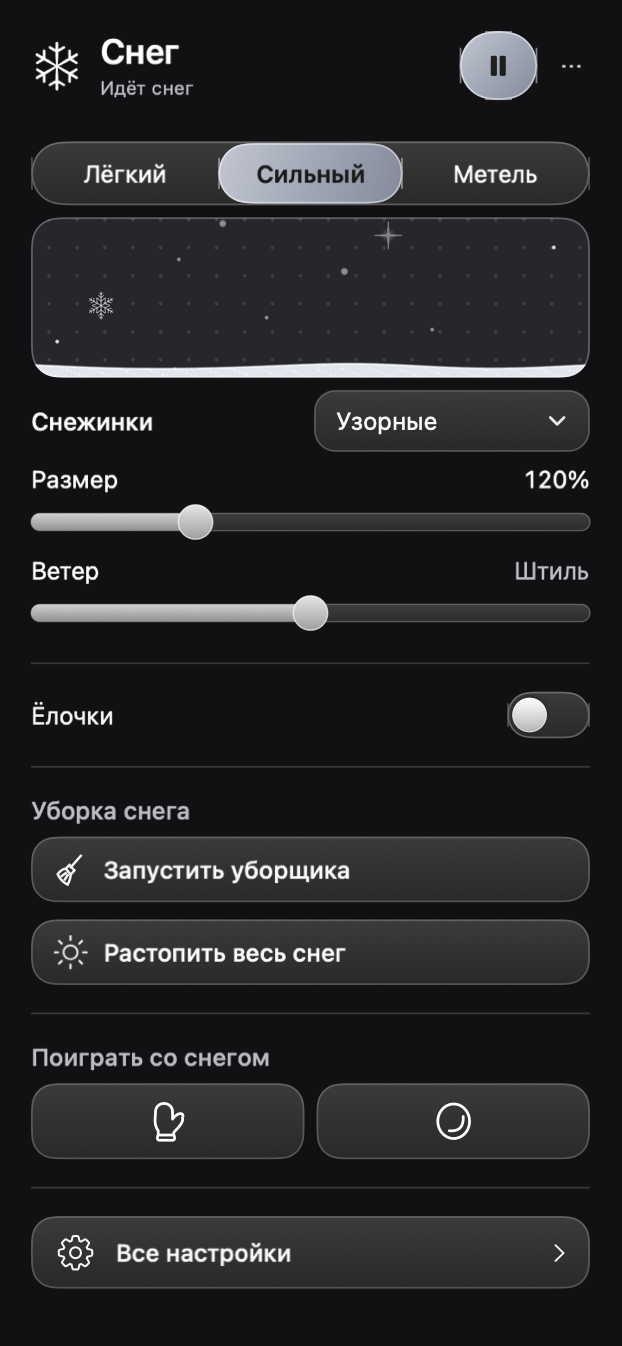 Снег
Идёт снег
Лёгкий
Сильный
Метель
Снежинки
Узорные
Размер
120%
Ветер
Штиль
Ёлочки
Уборка снега
Запустить уборщика
Растопить весь снег
Поиграть со снегом
Все настройки